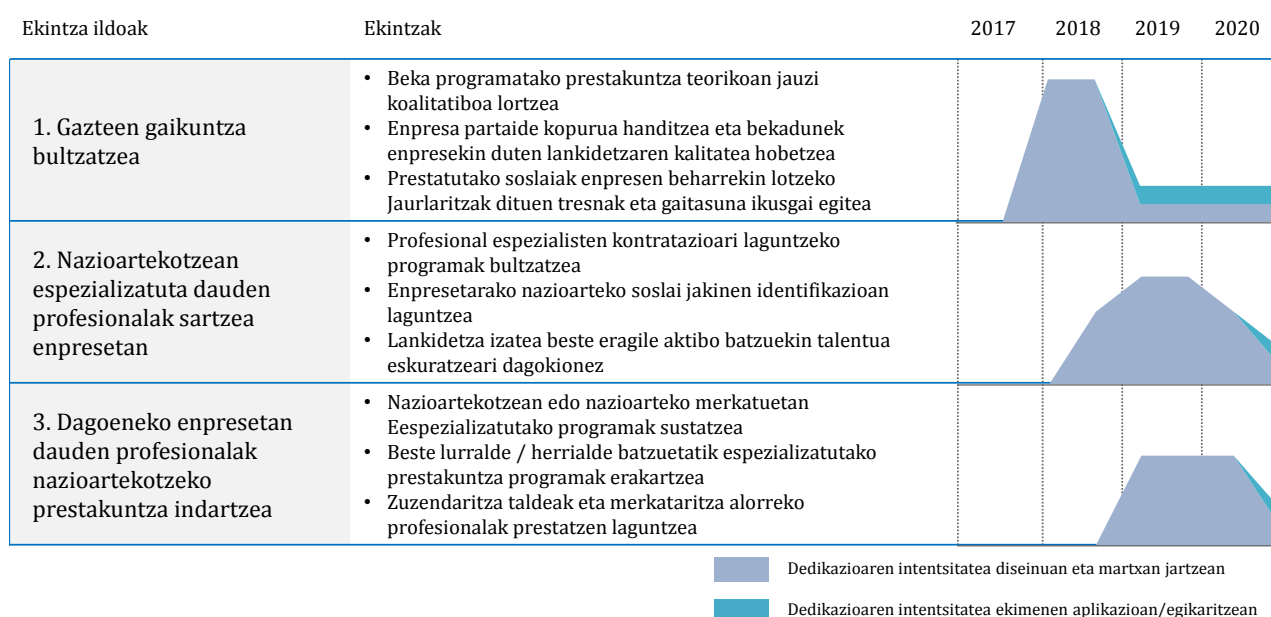 Ekintza ildoak
Ekintzak
2017
2018
2019
2020
1. Gazteen gaikuntza
bultzatzea
• Beka programatako prestakuntza teorikoan jauzi
koalitatiboa lortzea
• Enpresa partaide kopurua handitzea eta bekadunek
enpresekin duten lankidetzaren kalitatea hobetzea
• Prestatutako soslaiak enpresen beharrekin lotzeko
Jaurlaritzak dituen tresnak eta gaitasuna ikusgai egitea
2. Nazioartekotzean
espezializatuta dauden
profesionalak sartzea
enpresetan
• Profesional espezialisten kontratazioari laguntzeko
programak bultzatzea
• Enpresetarako nazioarteko soslai jakinen identifikazioan
laguntzea
• Lankidetza izatea beste eragile aktibo batzuekin talentua
eskuratzeari dagokionez
3. Dagoeneko enpresetan
dauden profesionalak
nazioartekotzeko
prestakuntza indartzea
• Nazioartekotzean edo nazioarteko merkatuetan
Eespezializatutako programak sustatzea
• Beste lurralde / herrialde batzuetatik espezializatutako
prestakuntza programak erakartzea
• Zuzendaritza taldeak eta merkataritza alorreko
profesionalak prestatzen laguntzea
Dedikazioaren intentsitatea diseinuan eta martxan jartzean
Dedikazioaren intentsitatea ekimenen aplikazioan/egikaritzean